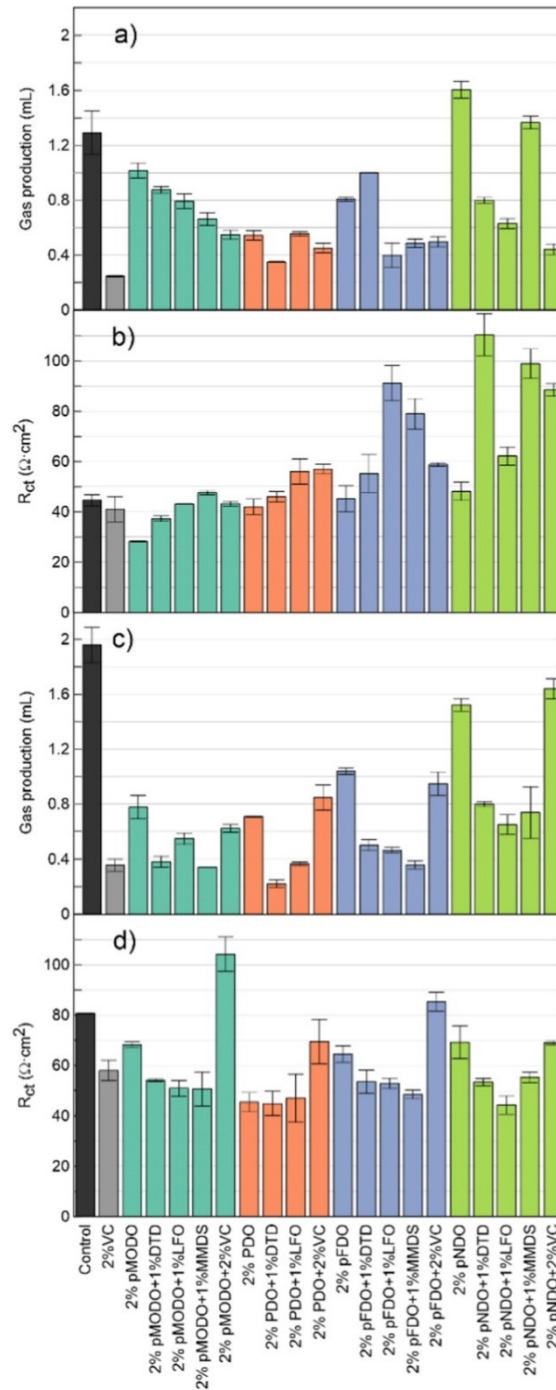 a)
Gas production (mL)
2
1.6
1.2
0.8
0.4
0
b)
Rct (Ω·cm²)
100
80
60
40
20
0
c)
Gas production (mL)
2
1.6
1.2
0.8
0.4
0
d)
Rct (Ω·cm²)
100
80
60
40
20
0
Control
2%VC
2% pMODO
2% pMODO+1%DTD
2% pMODO+1%LFO
2% pMODO+1%MMDS
2% pMODO+2%VC
2% PDO
2% PDO+1%DTD
2% PDO+1%LFO
2% PDO+2%VC
2% pFDO
2% pFDO+1%DTD
2% pFDO+1%LFO
2% pFDO+1%MMDS
2% pFDO+2%VC
2% pNDO
2% pNDO+1%DTD
2% pNDO+1%LFO
2% pNDO+1%MMDS
2% pNDO+2%VC